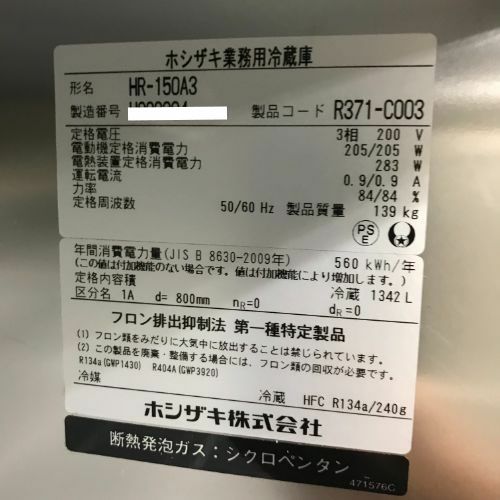 ホシザキ業務用冷蔵庫
形名 HR-150A3
製造番号 製品コード R371-C003
定格電圧 3相 200 V
電動機定格消費電力 205/205 W
電熱装置定格消費電力 283 W
運転電流 0.9/0.9 A
力率 84/84 %
定格周波数 50/60 Hz 製品質量 139 kg
PSE
年間消費電力量(JIS B 8630-2009年) 560 kWh/年
(この値は付加機能のない場合です。値は付加機能により増加します。)
定格内容積 冷蔵 1342 L
区分名 1A d= 800mm nR=0 dR=0
フロン排出抑制法 第一種特定製品
(1) フロン類をみだりに大気中に放出することは禁じられています。
(2) この製品を廃棄・整備する場合には、フロン類の回収が必要です。
R134a(GWP1430) R404A(GWP3920)
冷媒 冷蔵 HFC R134a/240g
ホシザキ株式会社
断熱発泡ガス:シクロペンタン
471576C